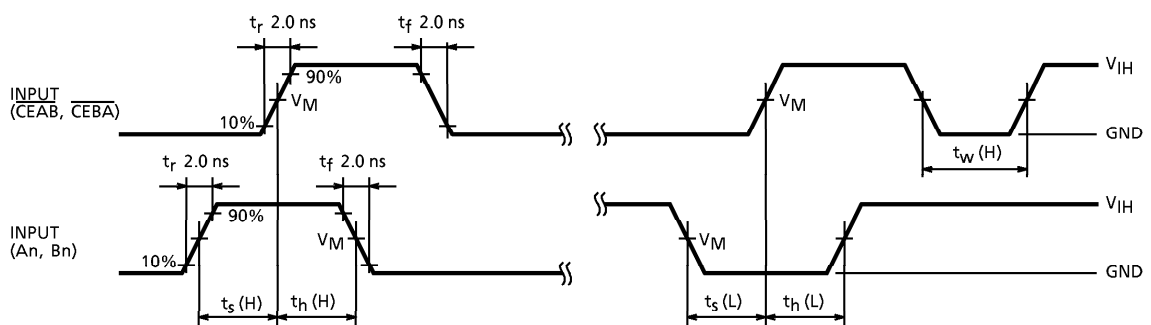 tr 2.0 ns
tf 2.0 ns
INPUT
(CEAB, CEBA)
90%
VM
10%
VM
VIH
GND
tw (H)
tr 2.0 ns
tf 2.0 ns
INPUT
(An, Bn)
90%
VM
10%
VM
VIH
GND
ts (H)
th (H)
ts (L)
th (L)